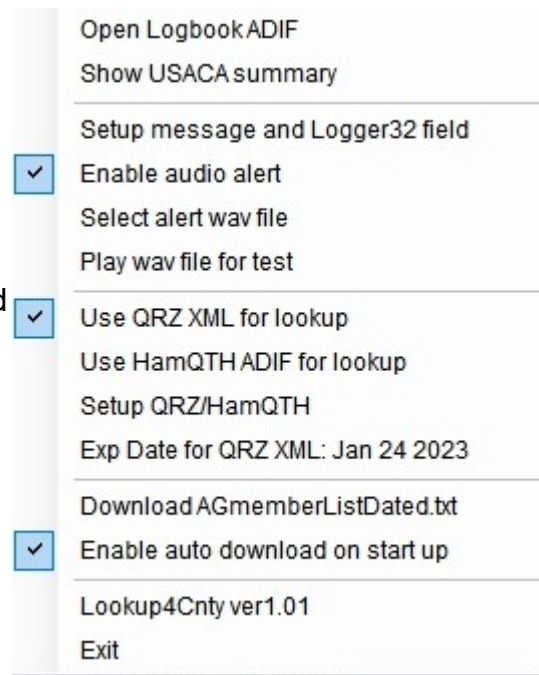 Open Logbook ADIF
Show USACA summary
Setup message and Logger32 field
Enable audio alert
Select alert wav file
Play wav file for test
d
Use QRZ XML for lookup
Use HamQTH ADIF for lookup
Setup QRZ/HamQTH
Exp Date for QRZ XML: Jan 24 2023
Download AGmemberListDated.txt
Enable auto download on start up
Lookup4Cnty ver1.01
Exit